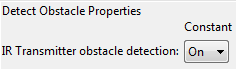 Detect Obstacle Properties
Constant
IR Transmitter obstacle detection: On